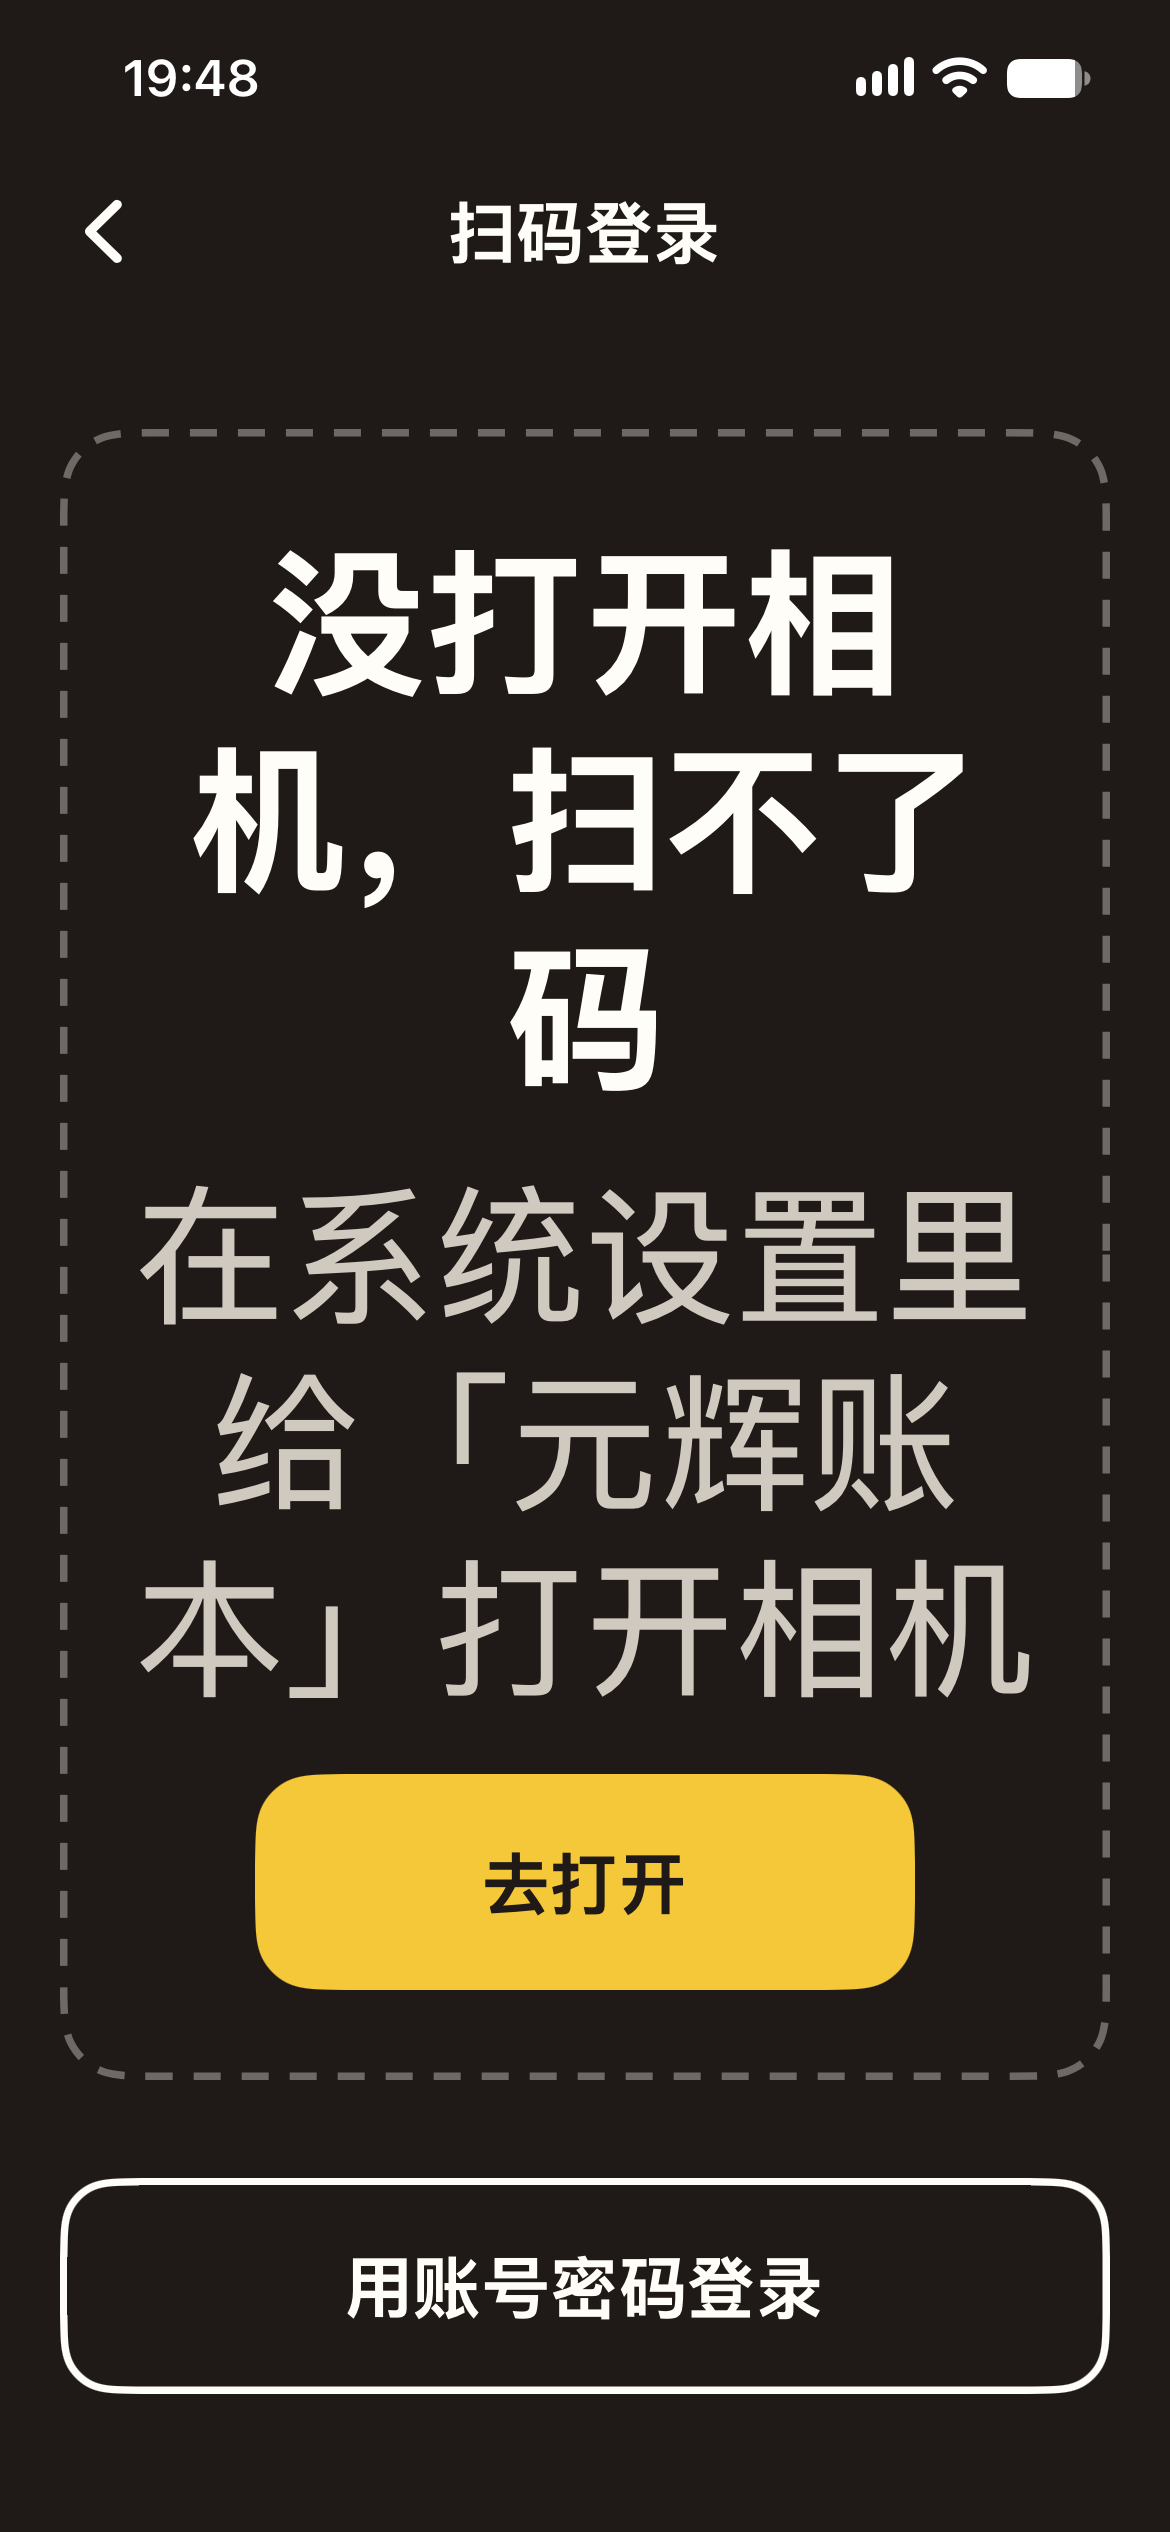 19:48
扫码登录
没打开相
机，扫不了
码
在系统设置里
给「元辉账
本」打开相机
去打开
用账号密码登录